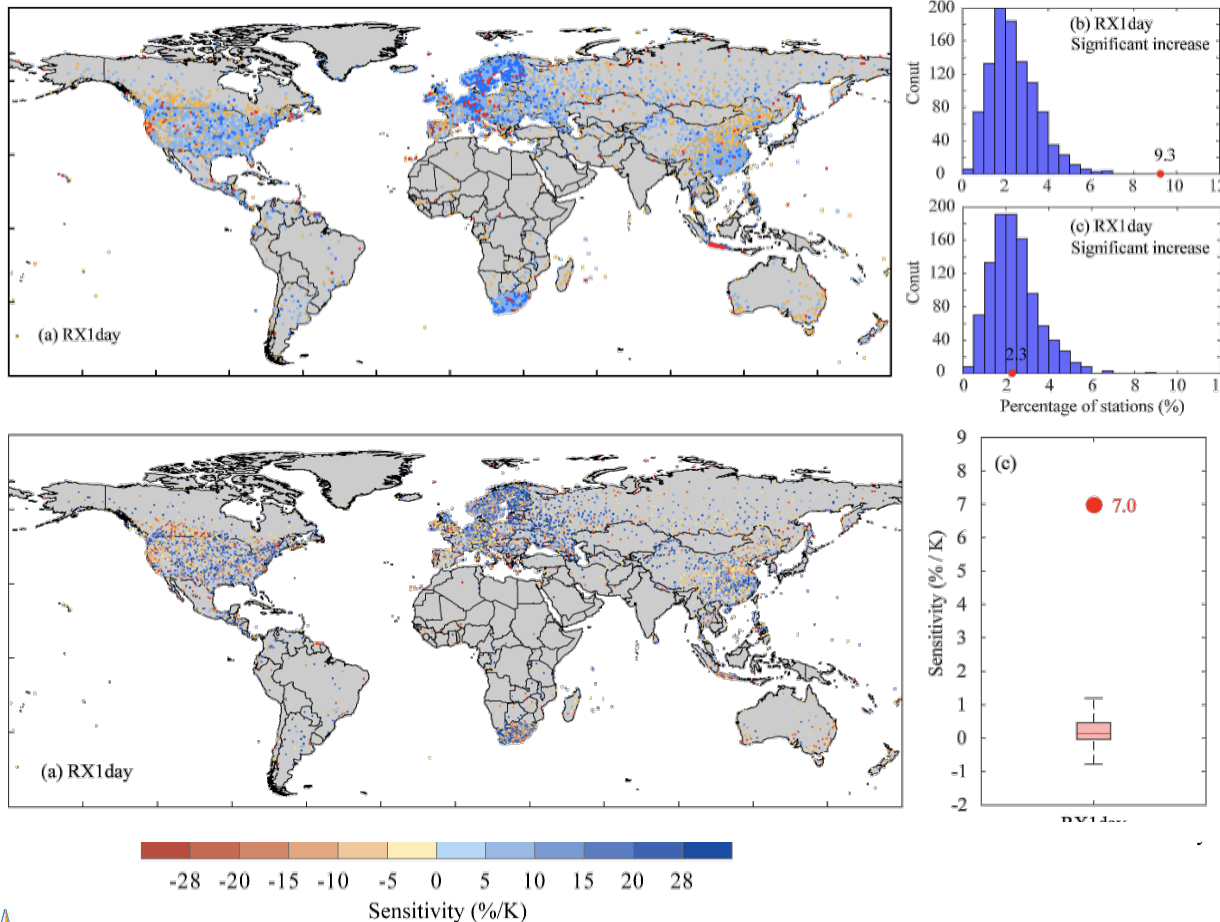 (a) RX1day
200
160
120
80
40
0
Conut
(b) RX1day
Significant increase
9.3
0 2 4 6 8 10
200
160
120
80
40
0
Conut
(c) RX1day
Significant increase
2.3
0 2 4 6 8 10
Percentage of stations (%)
(a) RX1day
-28 -20 -15 -10 -5 0 5 10 15 20 28
Sensitivity (%/K)
9
8
7
6
5
4
3
2
1
0
-1
-2
Sensitivity (% / K)
(c)
7.0